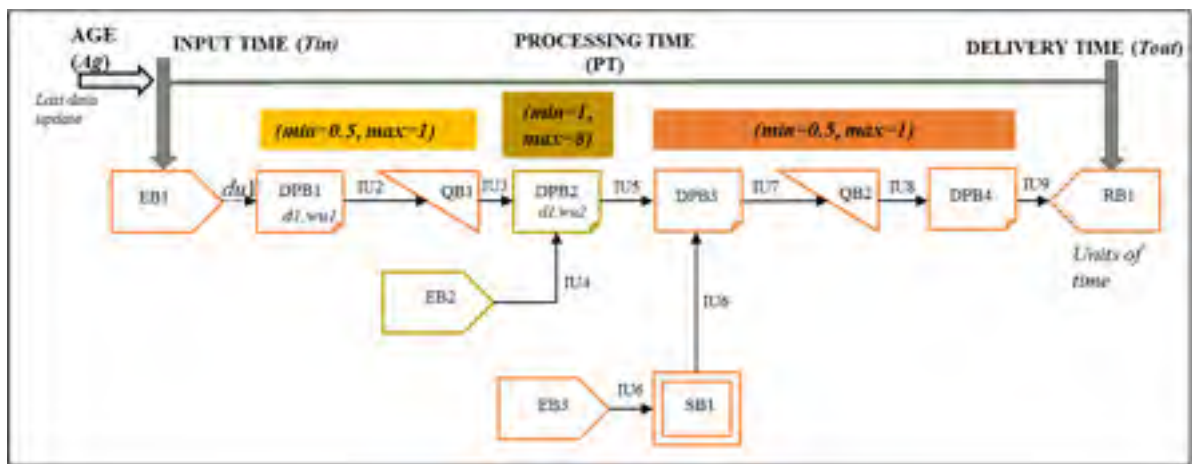 AGE
(Ag)
Last data
update
INPUT TIME (Tin)
PROCESSING TIME
(PT)
DELIVERY TIME (Tout)
(min=0.5, max=1)
(min=1,
max=8)
(min=0.5, max=1)
EB1
du1
DPB1
d1.wu1
IU2
QB1
IU3
DPB2
d1.wu2
IU5
DPB3
IU7
QB2
IU8
DPB4
IU9
RB1
Units of
time
EB2
IU4
IU6
EB3
IU6
SB1